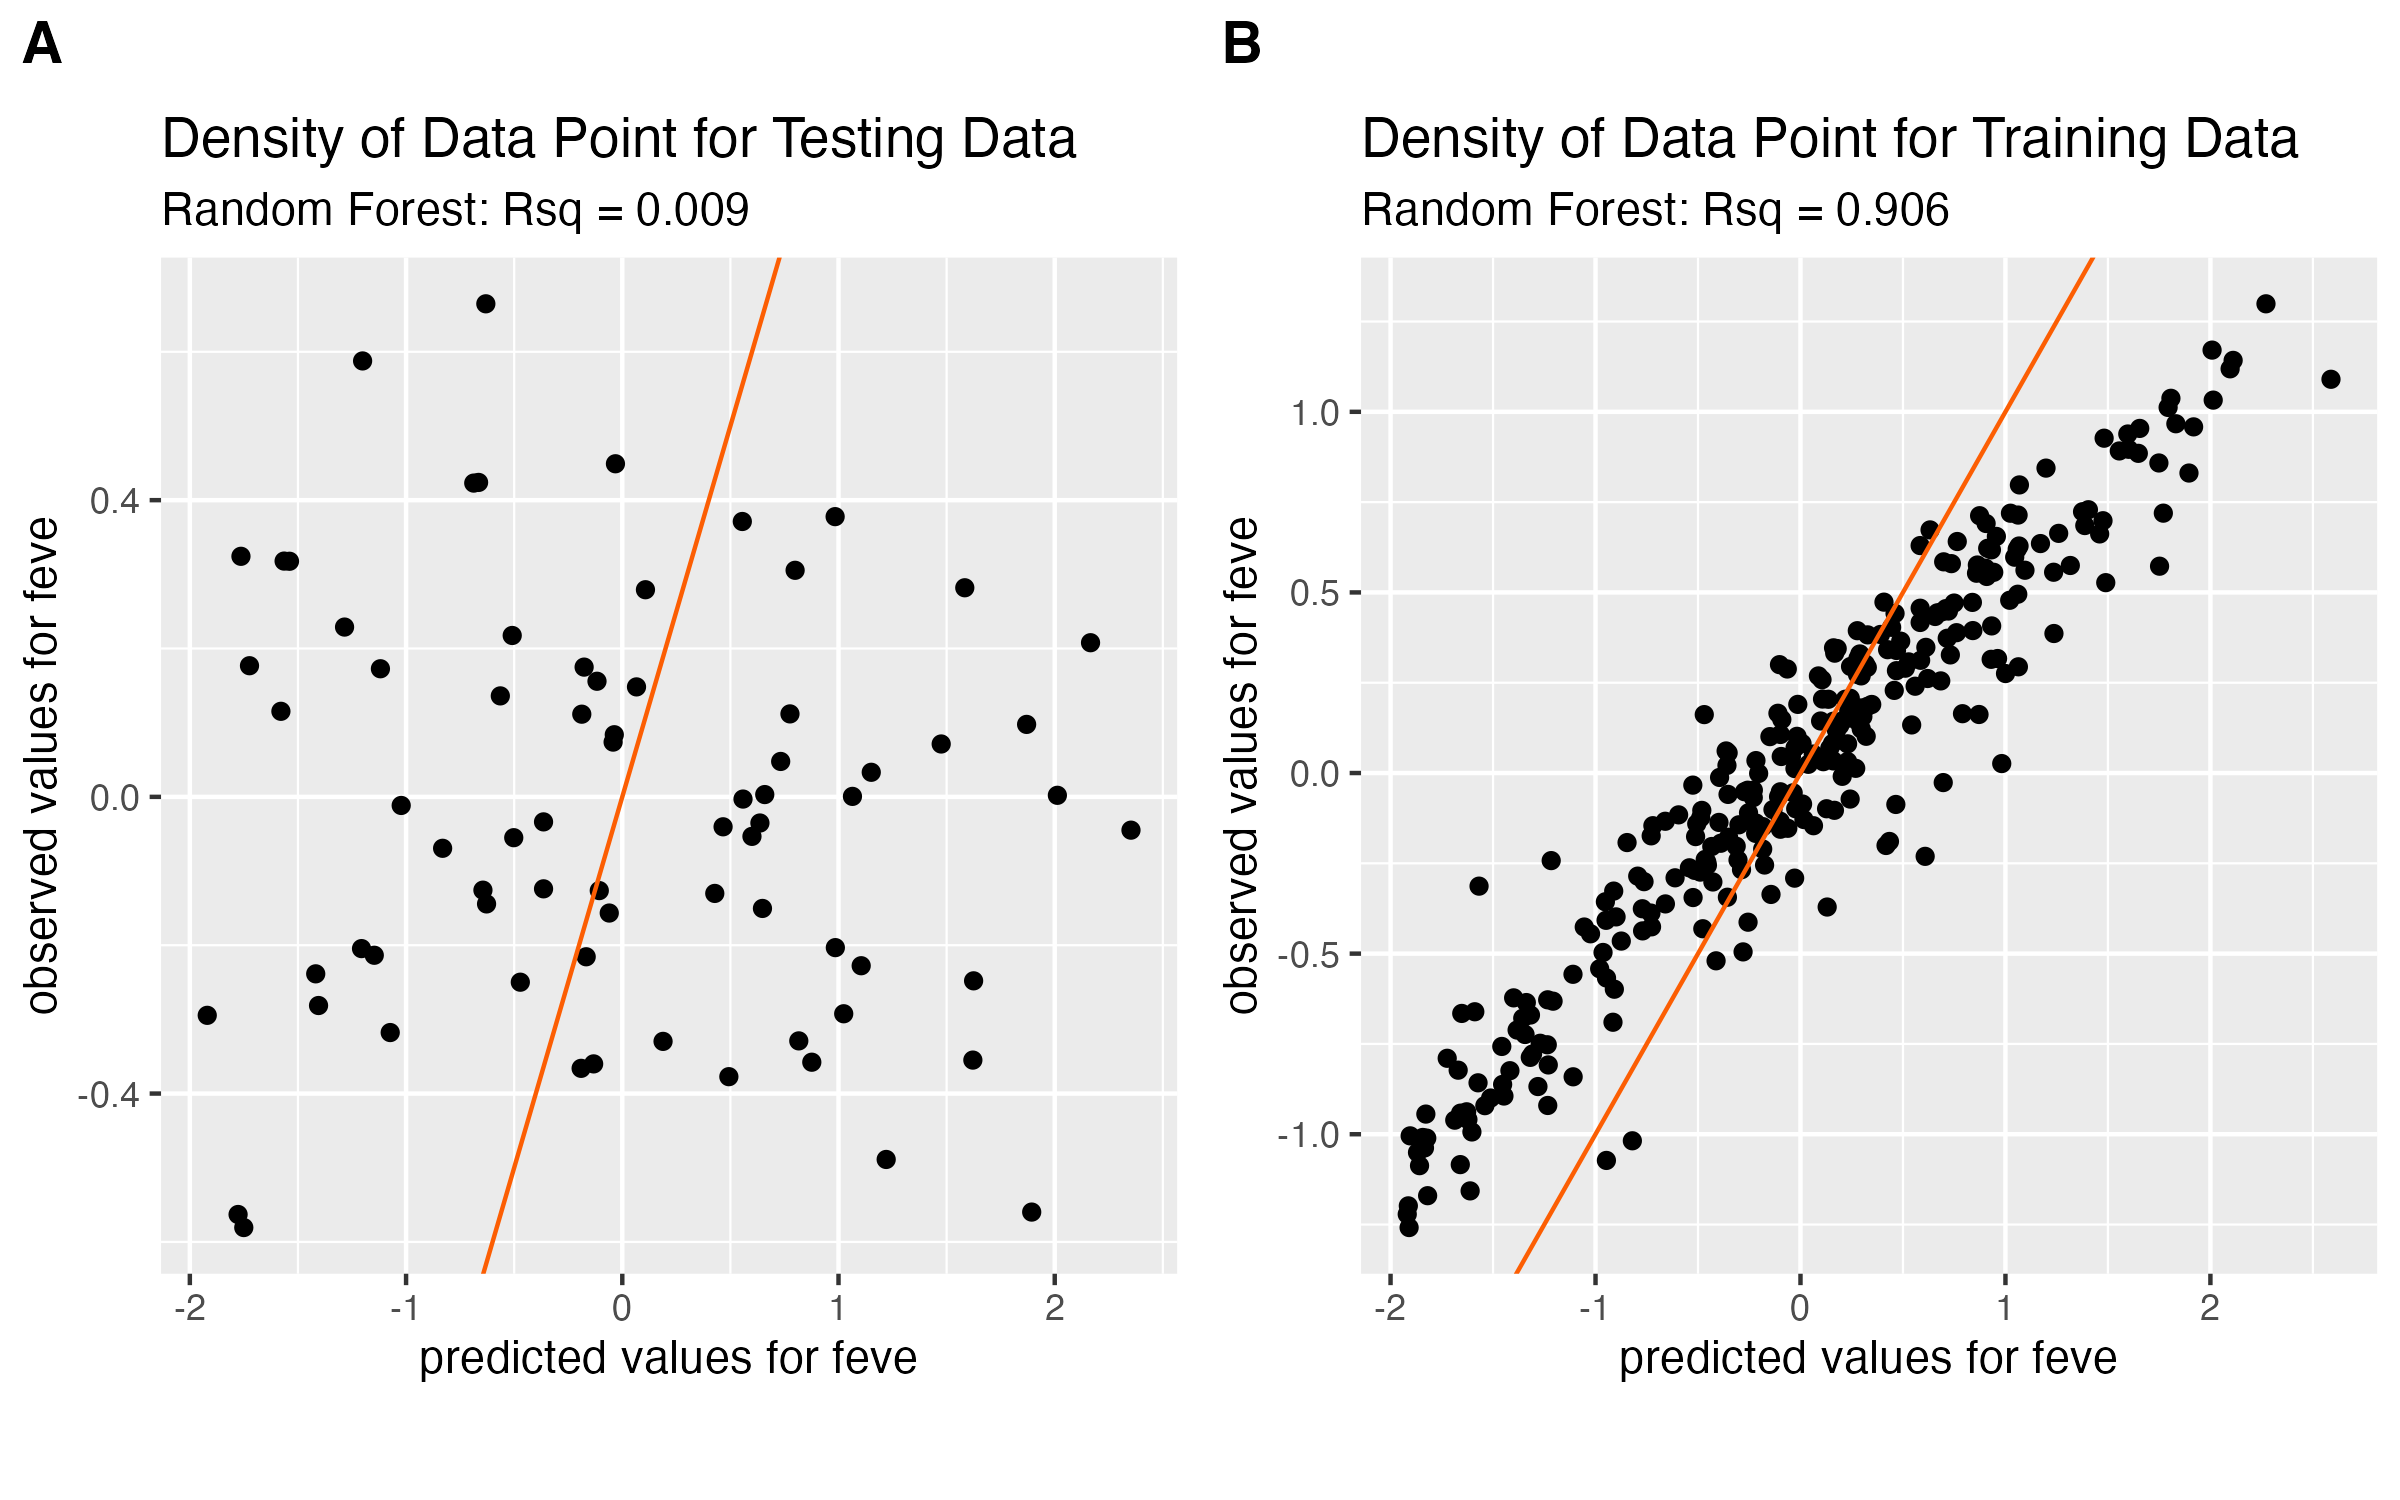 A
Density of Data Point for Testing Data
Random Forest: Rsq = 0.009
observed values for feve
0.4
0.0
-0.4
-2 -1 0 1 2
predicted values for feve
B
Density of Data Point for Training Data
Random Forest: Rsq = 0.906
observed values for feve
1.0
0.5
0.0
-0.5
-1.0
-2 -1 0 1 2
predicted values for feve